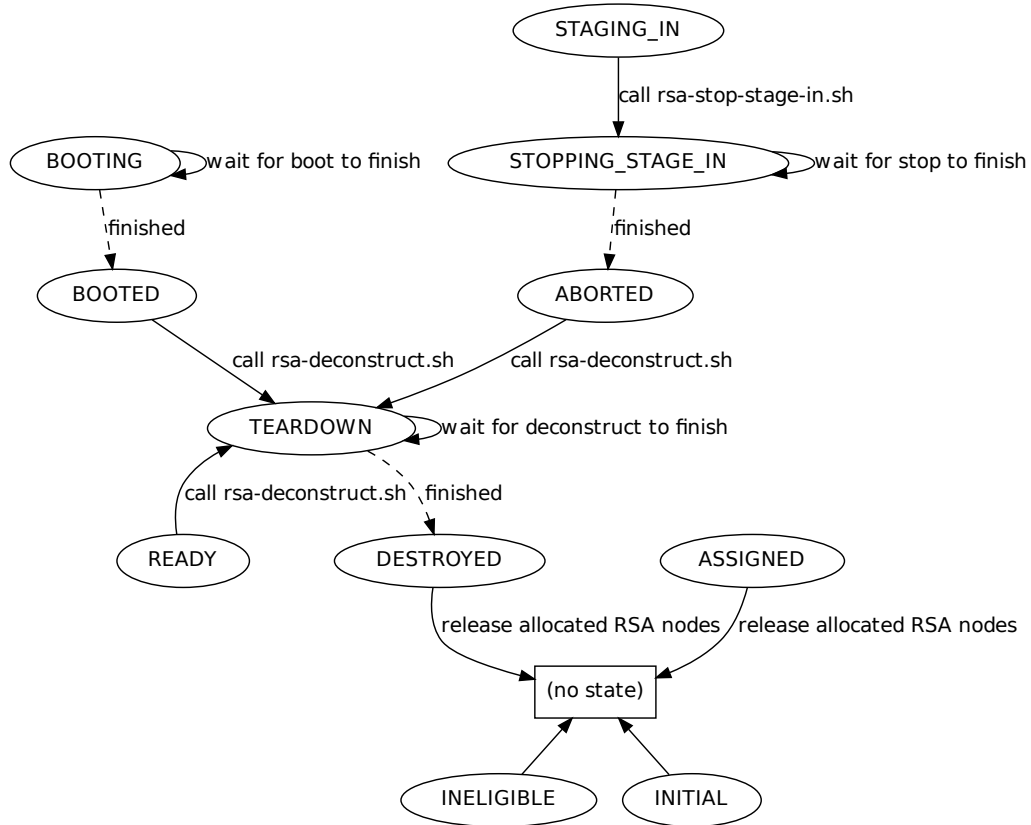 STAGING_IN
call rsa-stop-stage-in.sh
BOOTING
wait for boot to finish
STOPPING_STAGE_IN
wait for stop to finish
finished
finished
BOOTED
ABORTED
call rsa-deconstruct.sh
call rsa-deconstruct.sh
TEARDOWN
wait for deconstruct to finish
call rsa-deconstruct.sh
finished
READY
DESTROYED
ASSIGNED
release allocated RSA nodes
release allocated RSA nodes
(no state)
INELIGIBLE
INITIAL